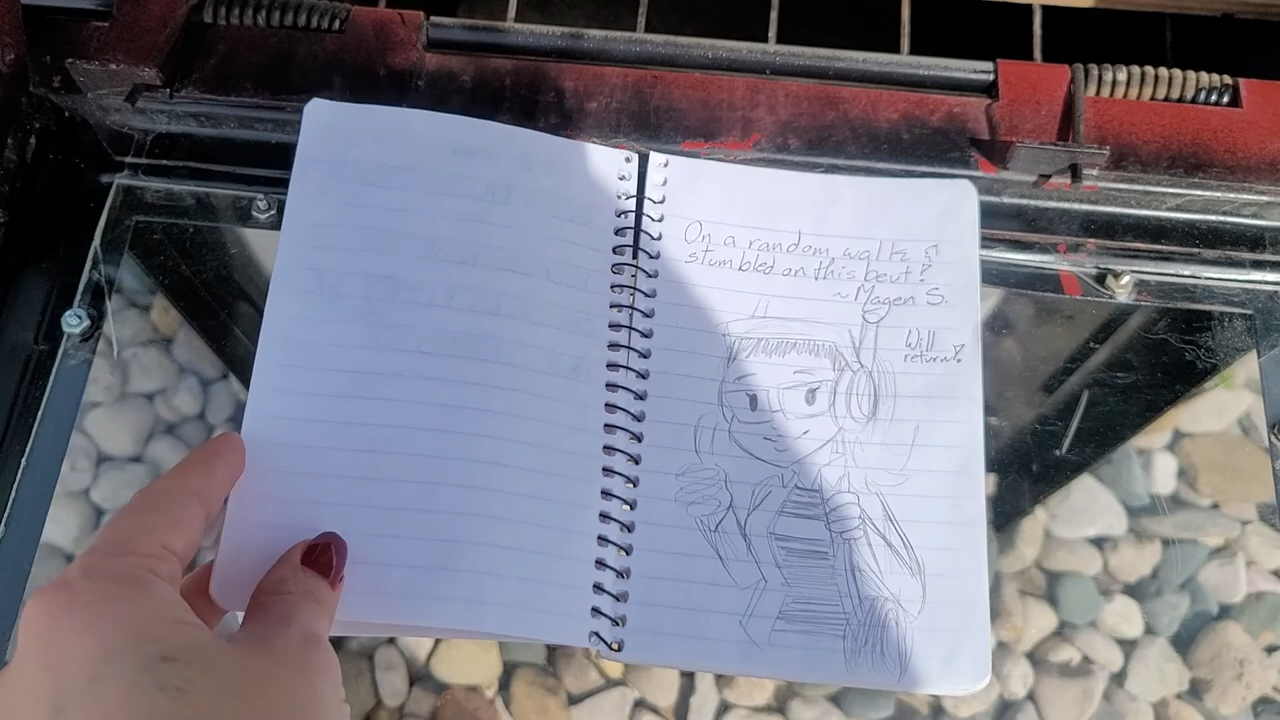 On a random walk I
stumbled on this beut!
~Magen S.
Will
return!